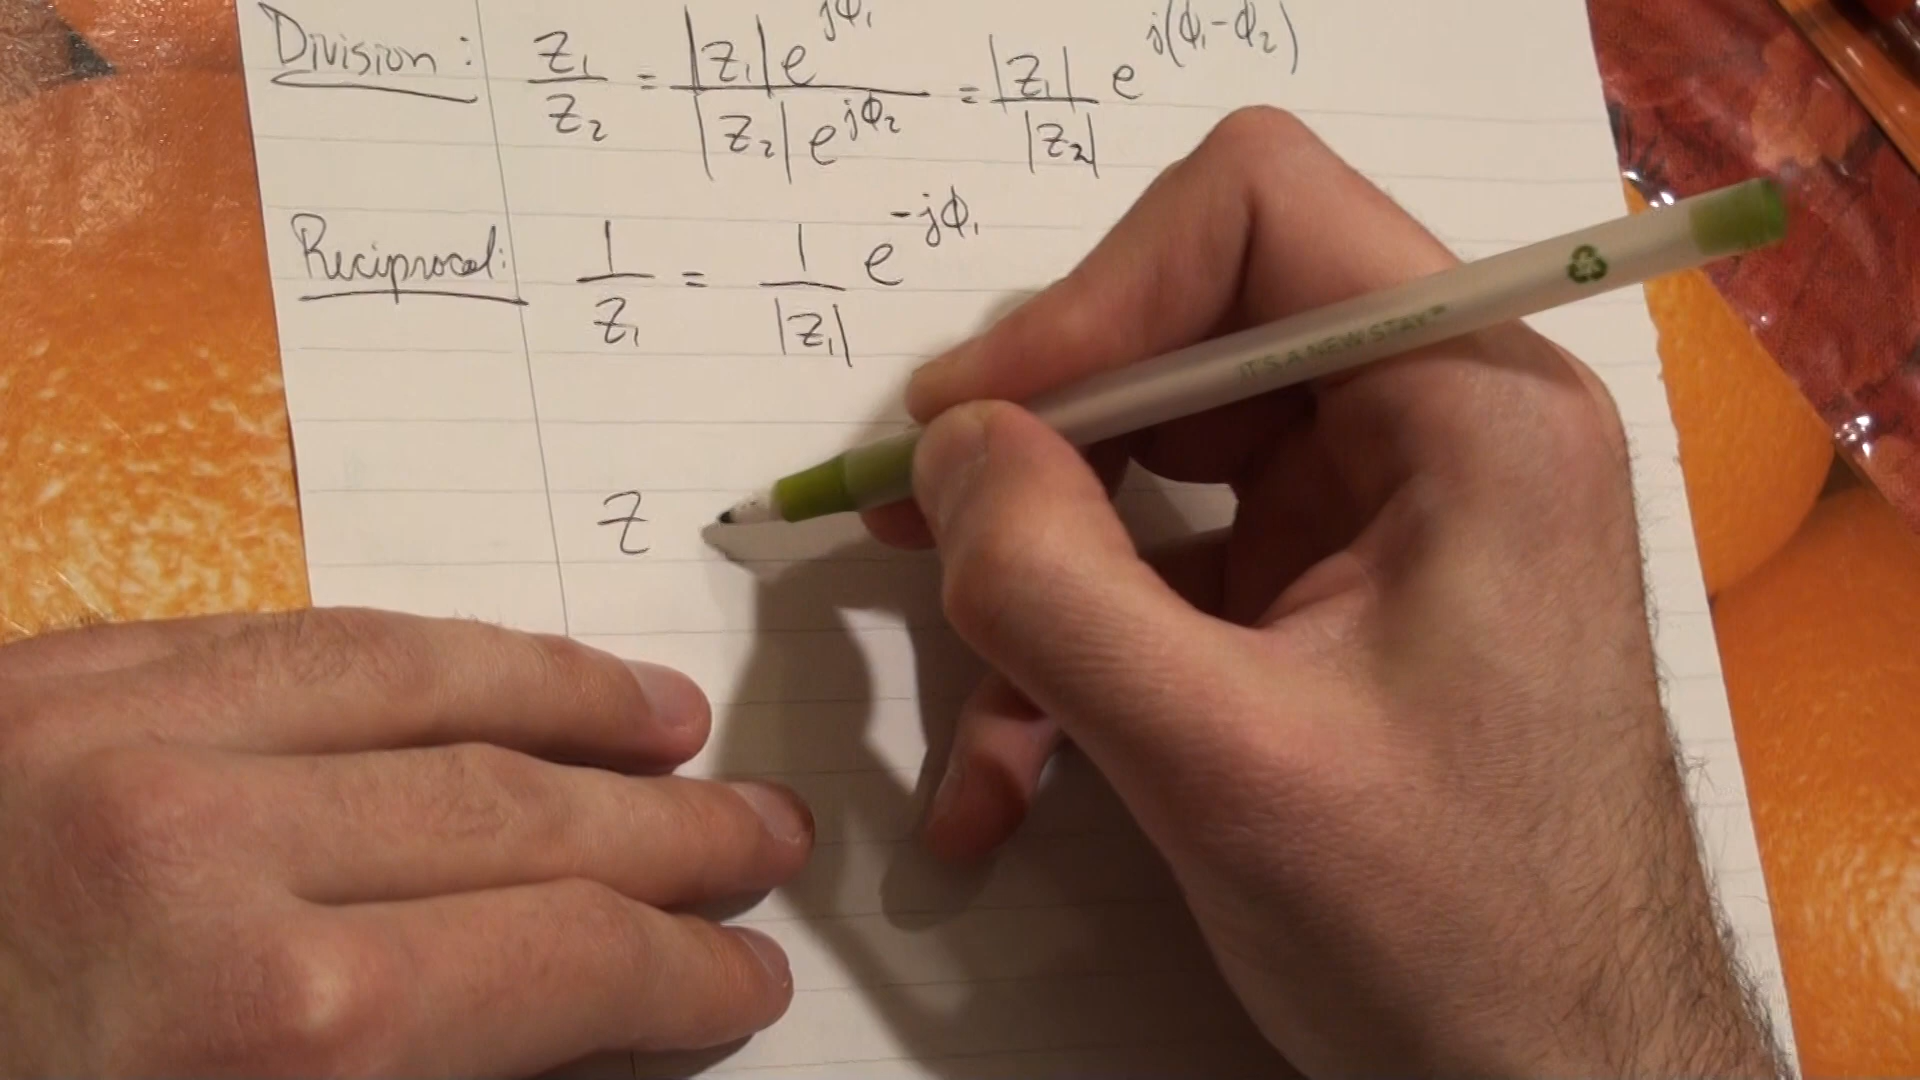 Division: z₁/z₂ = |z₁|e^jΦ₁ / |z₂|e^jΦ₂ = |z₁|/|z₂| e^j(Φ₁-Φ₂)
Reciprocal: 1/z₁ = 1/|z₁| e^-jΦ₁
IT'S A NEW STAY™
z